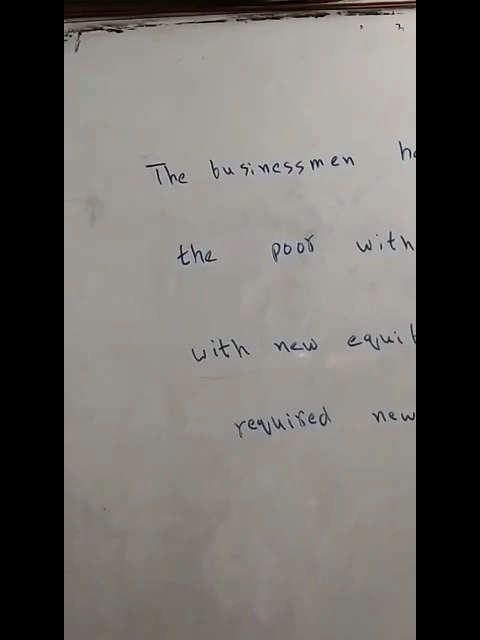 The businessmen
the poor with
with new
required new